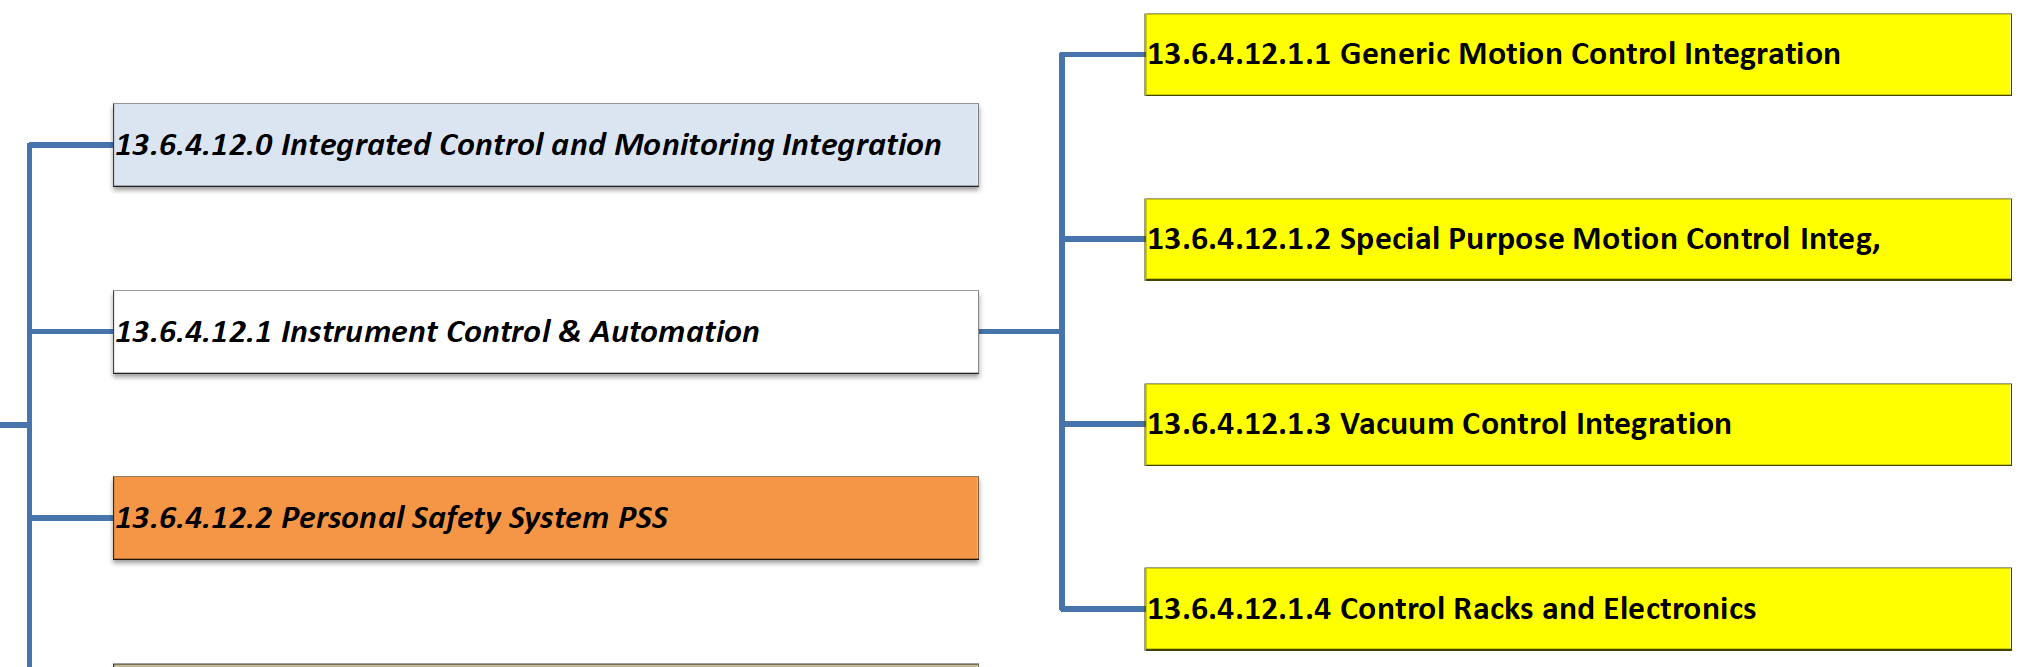 13.6.4.12.0 Integrated Control and Monitoring Integration
13.6.4.12.1 Instrument Control & Automation
13.6.4.12.2 Personal Safety System PSS
13.6.4.12.1.1 Generic Motion Control Integration
13.6.4.12.1.2 Special Purpose Motion Control Integ,
13.6.4.12.1.3 Vacuum Control Integration
13.6.4.12.1.4 Control Racks and Electronics